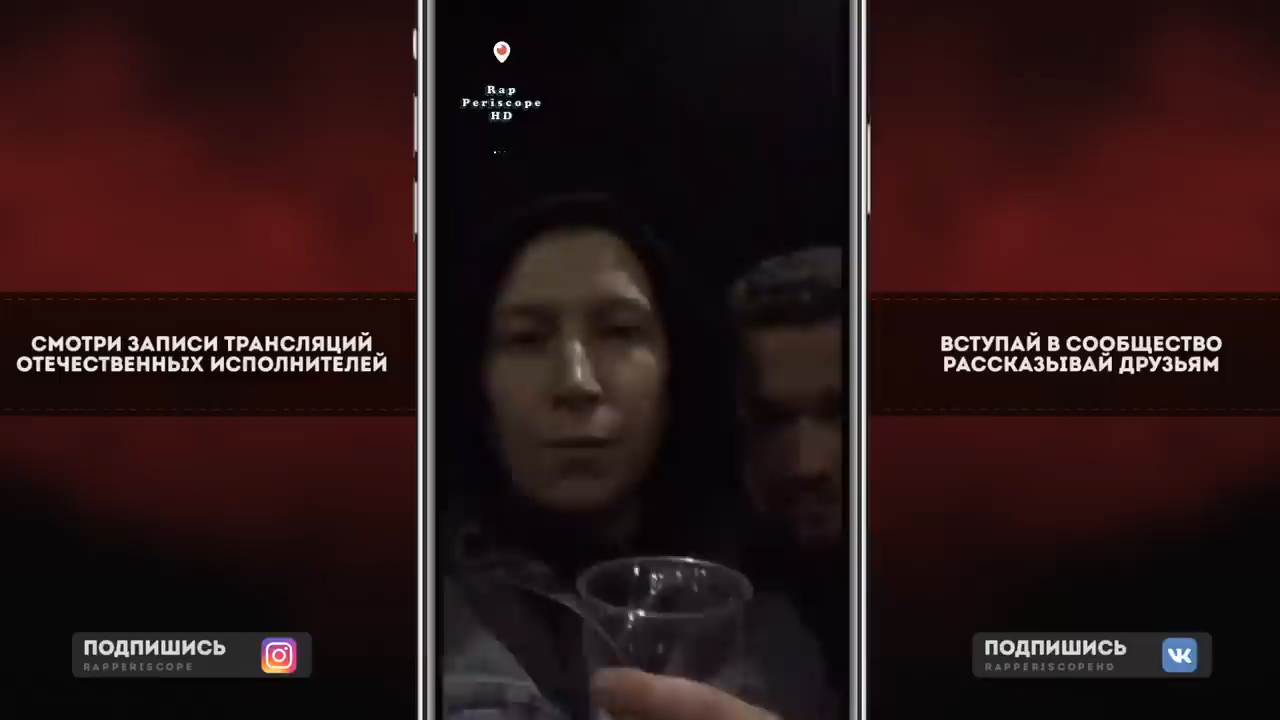 Rap
Periscope
HD
СМОТРИ ЗАПИСИ ТРАНСЛЯЦИЙ
ОТЕЧЕСТВЕННЫХ ИСПОЛНИТЕЛЕЙ
ВСТУПАЙ В СООБЩЕСТВО
РАССКАЗЫВАЙ ДРУЗЬЯМ
ПОДПИШИСЬ
RAPPERISCOPE
ПОДПИШИСЬ
RAPPERISCOPEHD